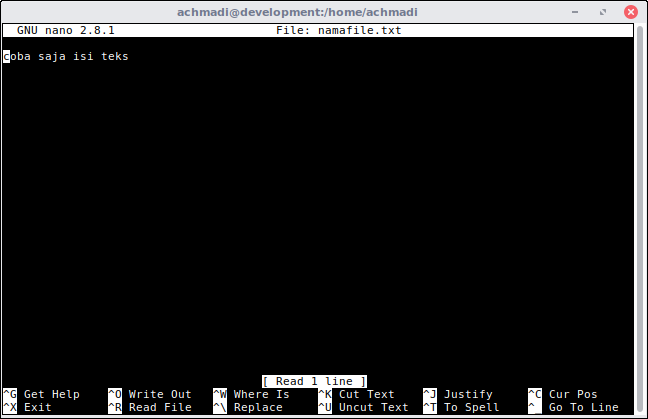 achmadi@development:/home/achmadi
GNU nano 2.8.1 File: namafile.txt
coba saja isi teks
[ Read 1 line ]
^G Get Help ^O Write Out ^W Where Is ^K Cut Text ^J Justify ^C Cur Pos
^X Exit ^R Read File ^\ Replace ^U Uncut Text ^T To Spell ^_ Go To Line